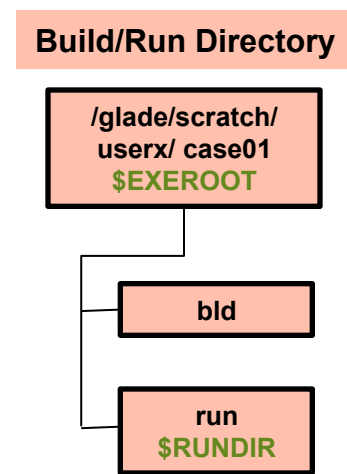 Build/Run Directory
/glade/scratch/
userx/ case01
$EXEROOT
bld
run
$RUNDIR